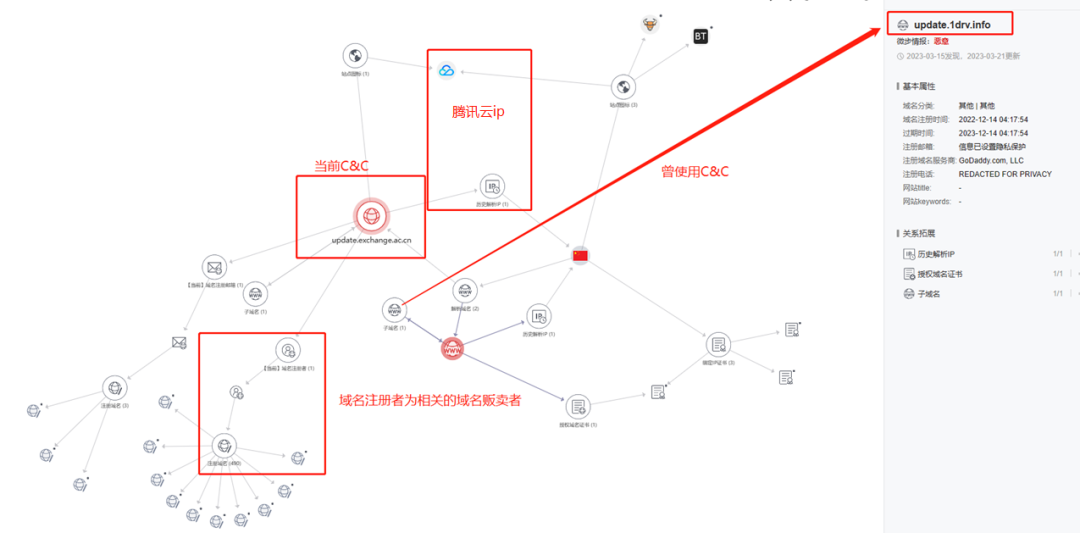 站点图标 (1)
腾讯云ip
BT
站点图标 (3)
当前C&C
曾使用C&C
历史解析IP (1)
update.exchange.ac.cn
【当前】域名注册邮箱 (1)
子域名 (1)
解析域名 (2)
子域名 (1)
历史解析IP (1)
WWW
绑定IP证书 (3)
【当前】域名注册者 (1)
注册域名 (3)
域名注册者为相关的域名贩卖者
授权域名证书 (1)
注册域名 (493)
update.1drv.info
微步情报: 恶意
2023-03-15发现，2023-03-21更新
基本属性
域名分类: 其他 | 其他
域名注册时间: 2022-12-14 04:17:54
过期时间: 2023-12-14 04:17:54
注册邮箱: 信息已设置隐私保护
注册域名服务商: GoDaddy.com, LLC
注册电话: REDACTED FOR PRIVACY
网站title: -
网站keywords: -
关系拓展
历史解析IP 1/1
授权域名证书 1/1
子域名 1/1